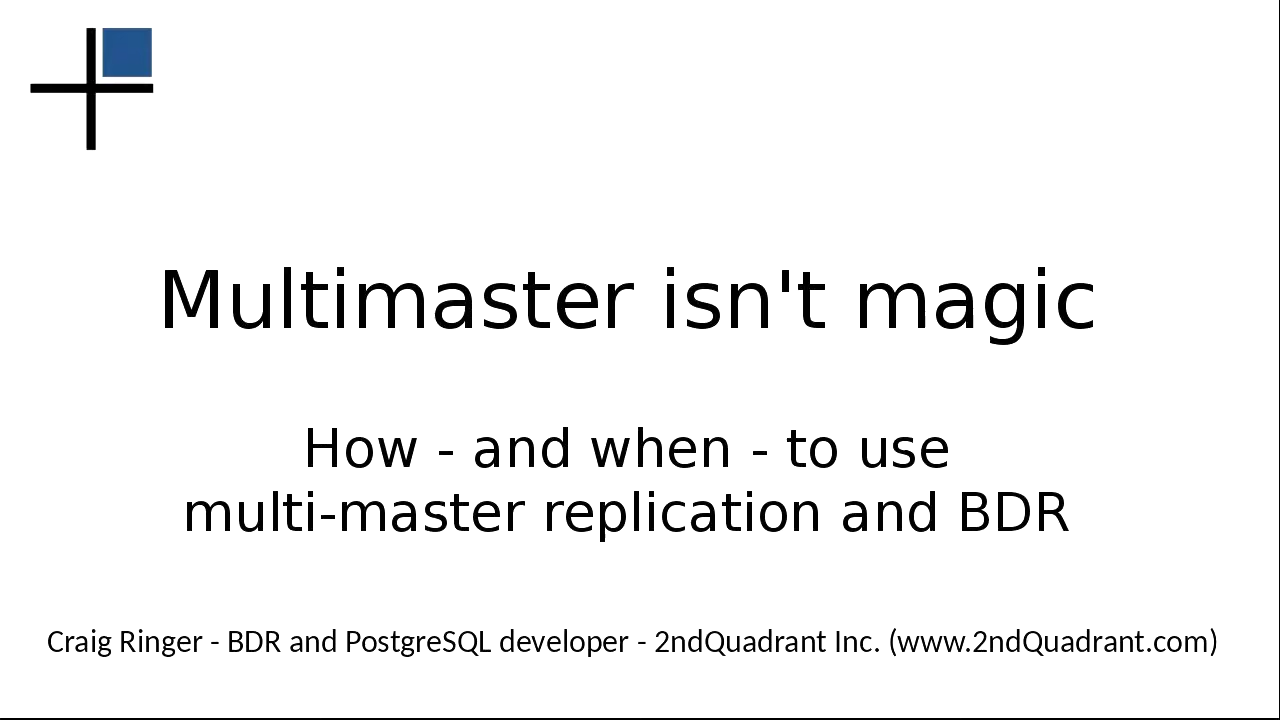 Multimaster isn't magic
How - and when - to use
multi-master replication and BDR
Craig Ringer - BDR and PostgreSQL developer - 2ndQuadrant Inc. (www.2ndQuadrant.com)